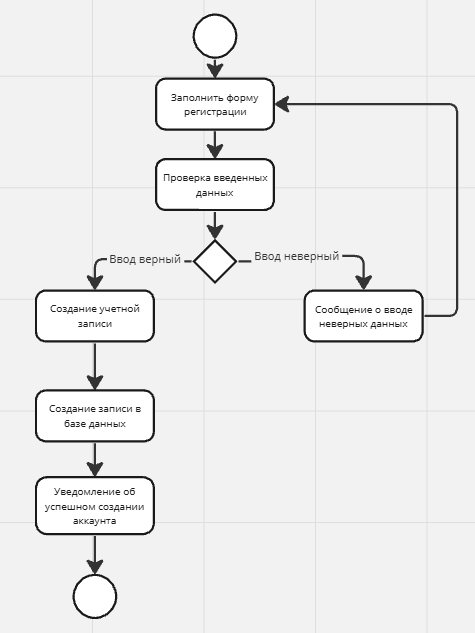 Заполнить форму
регистрации
Проверка введенных
данных
Ввод верный
Ввод неверный
Создание учетной
записи
Сообщение о вводе
неверных данных
Создание записи в
базе данных
Уведомление об
успешном создании
аккаунта